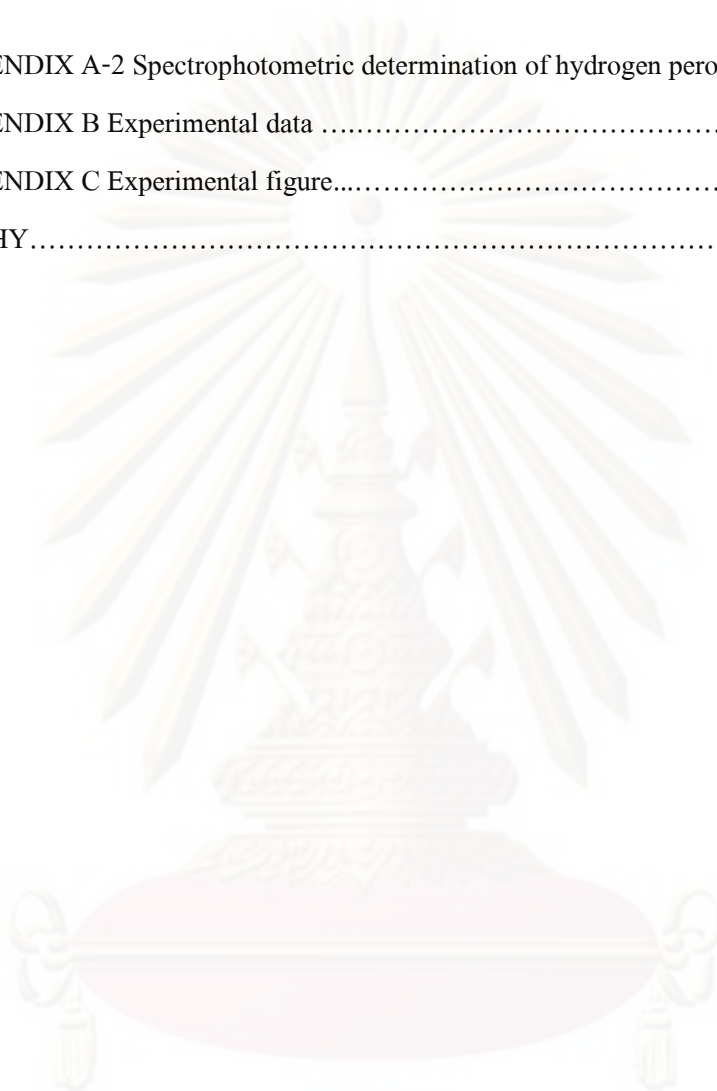 ENDIX A-2 Spectrophotometric determination of hydrogen pero
ENDIX B Experimental data ….…………………………………
ENDIX C Experimental figure...…………………………………
HY………………………………………………………………